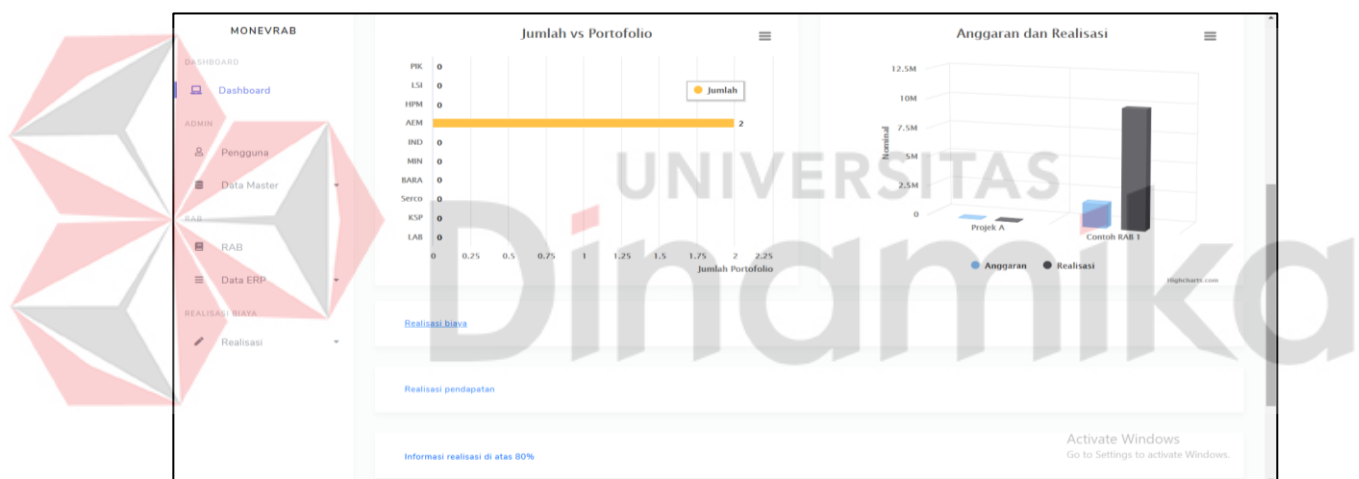 MONEVRAB
DASHBOARD
Dashboard
ADMIN
Pengguna
Data Master
RAB
RAB
Data ERP
REALISASI BIAYA
Realisasi
Jumlah vs Portofolio
PIK 0
LSI 0
HPM 0
AEM 2
IND 0
MIN 0
BARA 0
Serco 0
KSP 0
LAB 0
Jumlah
0 0.25 0.5 0.75 1 1.25 1.5 1.75 2 2.25
Jumlah Portofolio
Anggaran dan Realisasi
Nominal
12.5M
10M
7.5M
5M
2.5M
0
Projek A
Contoh RAB 1
Anggaran Realisasi
Highcharts.com
Realisasi biaya
Realisasi pendapatan
Informasi realisasi di atas 80%
Activate Windows
Go to Settings to activate Windows.
UNIVERSITAS
Dinamika